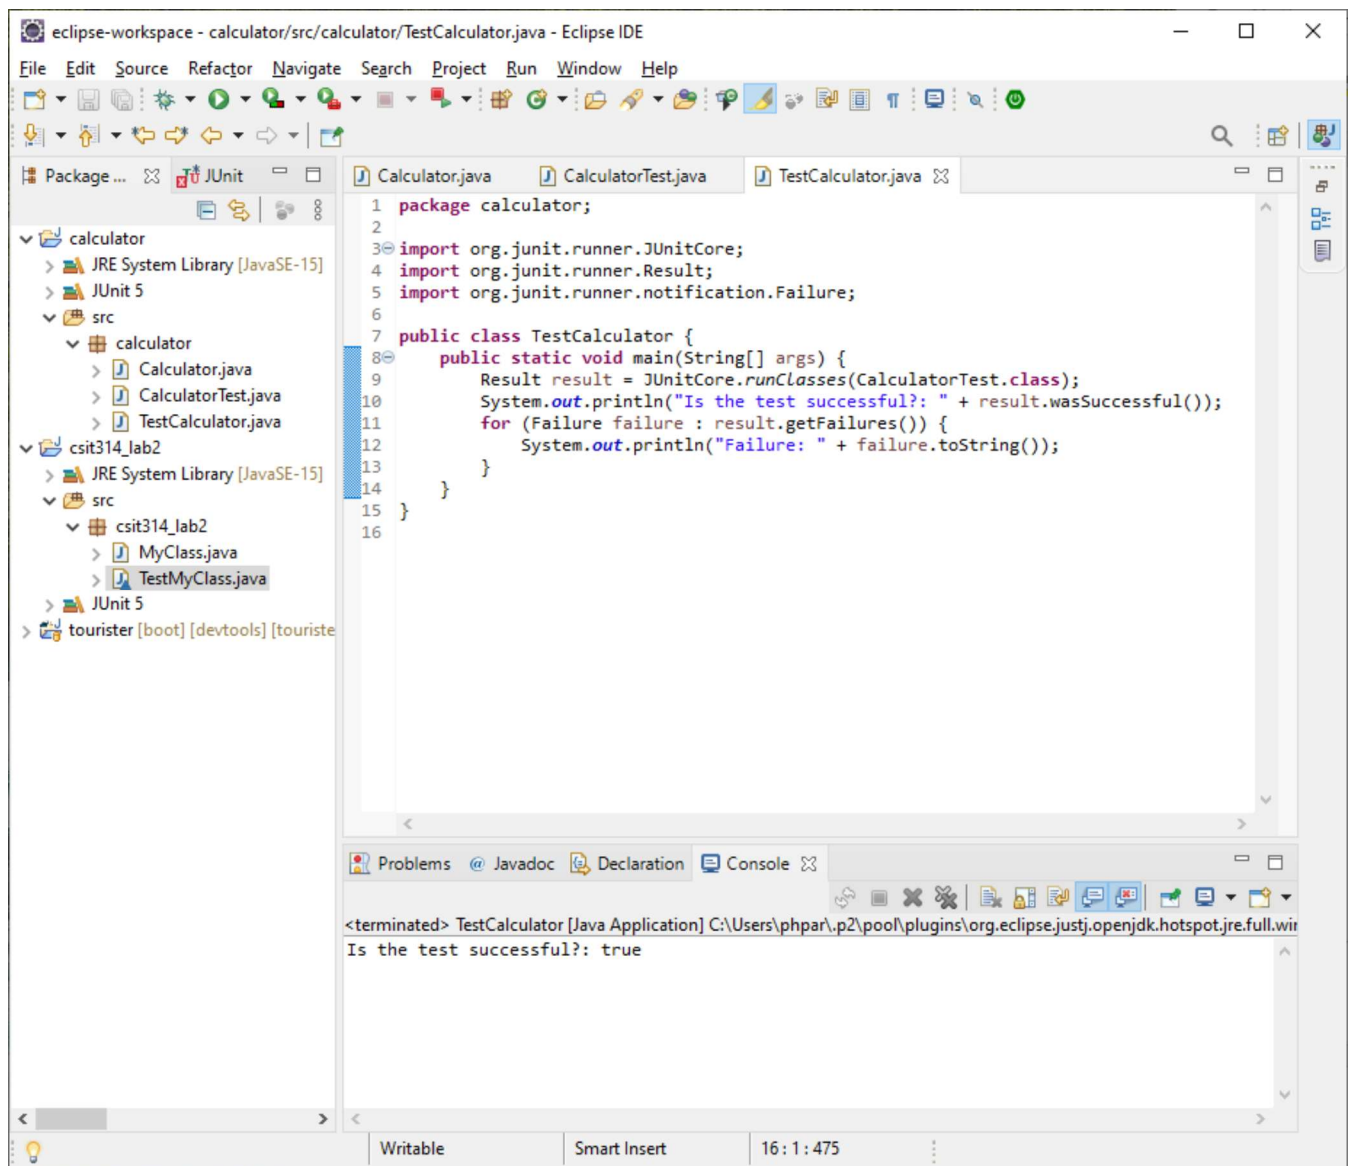 eclipse-workspace - calculator/src/calculator/TestCalculator.java - Eclipse IDE
File Edit Source Refactor Navigate Search Project Run Window Help
Package ... JUnit
calculator
JRE System Library [JavaSE-15]
JUnit 5
src
calculator
Calculator.java
CalculatorTest.java
TestCalculator.java
csit314_lab2
JRE System Library [JavaSE-15]
src
csit314_lab2
MyClass.java
TestMyClass.java
JUnit 5
tourister [boot] [devtools] [touriste
Calculator.java CalculatorTest.java TestCalculator.java
1 package calculator;
2
3 import org.junit.runner.JUnitCore;
4 import org.junit.runner.Result;
5 import org.junit.runner.notification.Failure;
6
7 public class TestCalculator {
8     public static void main(String[] args) {
9         Result result = JUnitCore.runClasses(CalculatorTest.class);
10         System.out.println("Is the test successful?: " + result.wasSuccessful());
11         for (Failure failure : result.getFailures()) {
12             System.out.println("Failure: " + failure.toString());
13         }
14     }
15 }
16
Problems @ Javadoc Declaration Console
<terminated> TestCalculator [Java Application] C:\Users\phpar\.p2\pool\plugins\org.eclipse.justj.openjdk.hotspot.jre.full.wir
Is the test successful?: true
Writable Smart Insert 16 : 1 : 475